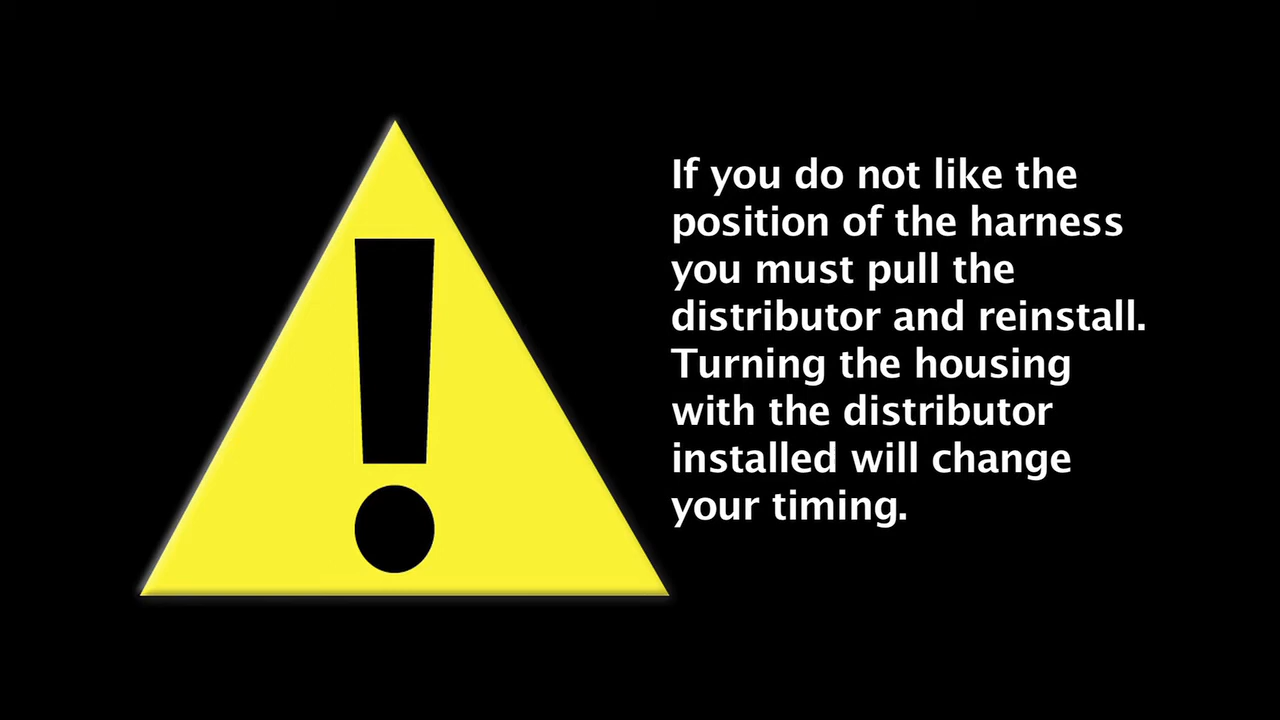 If you do not like the
position of the harness
you must pull the
distributor and reinstall.
Turning the housing
with the distributor
installed will change
your timing.